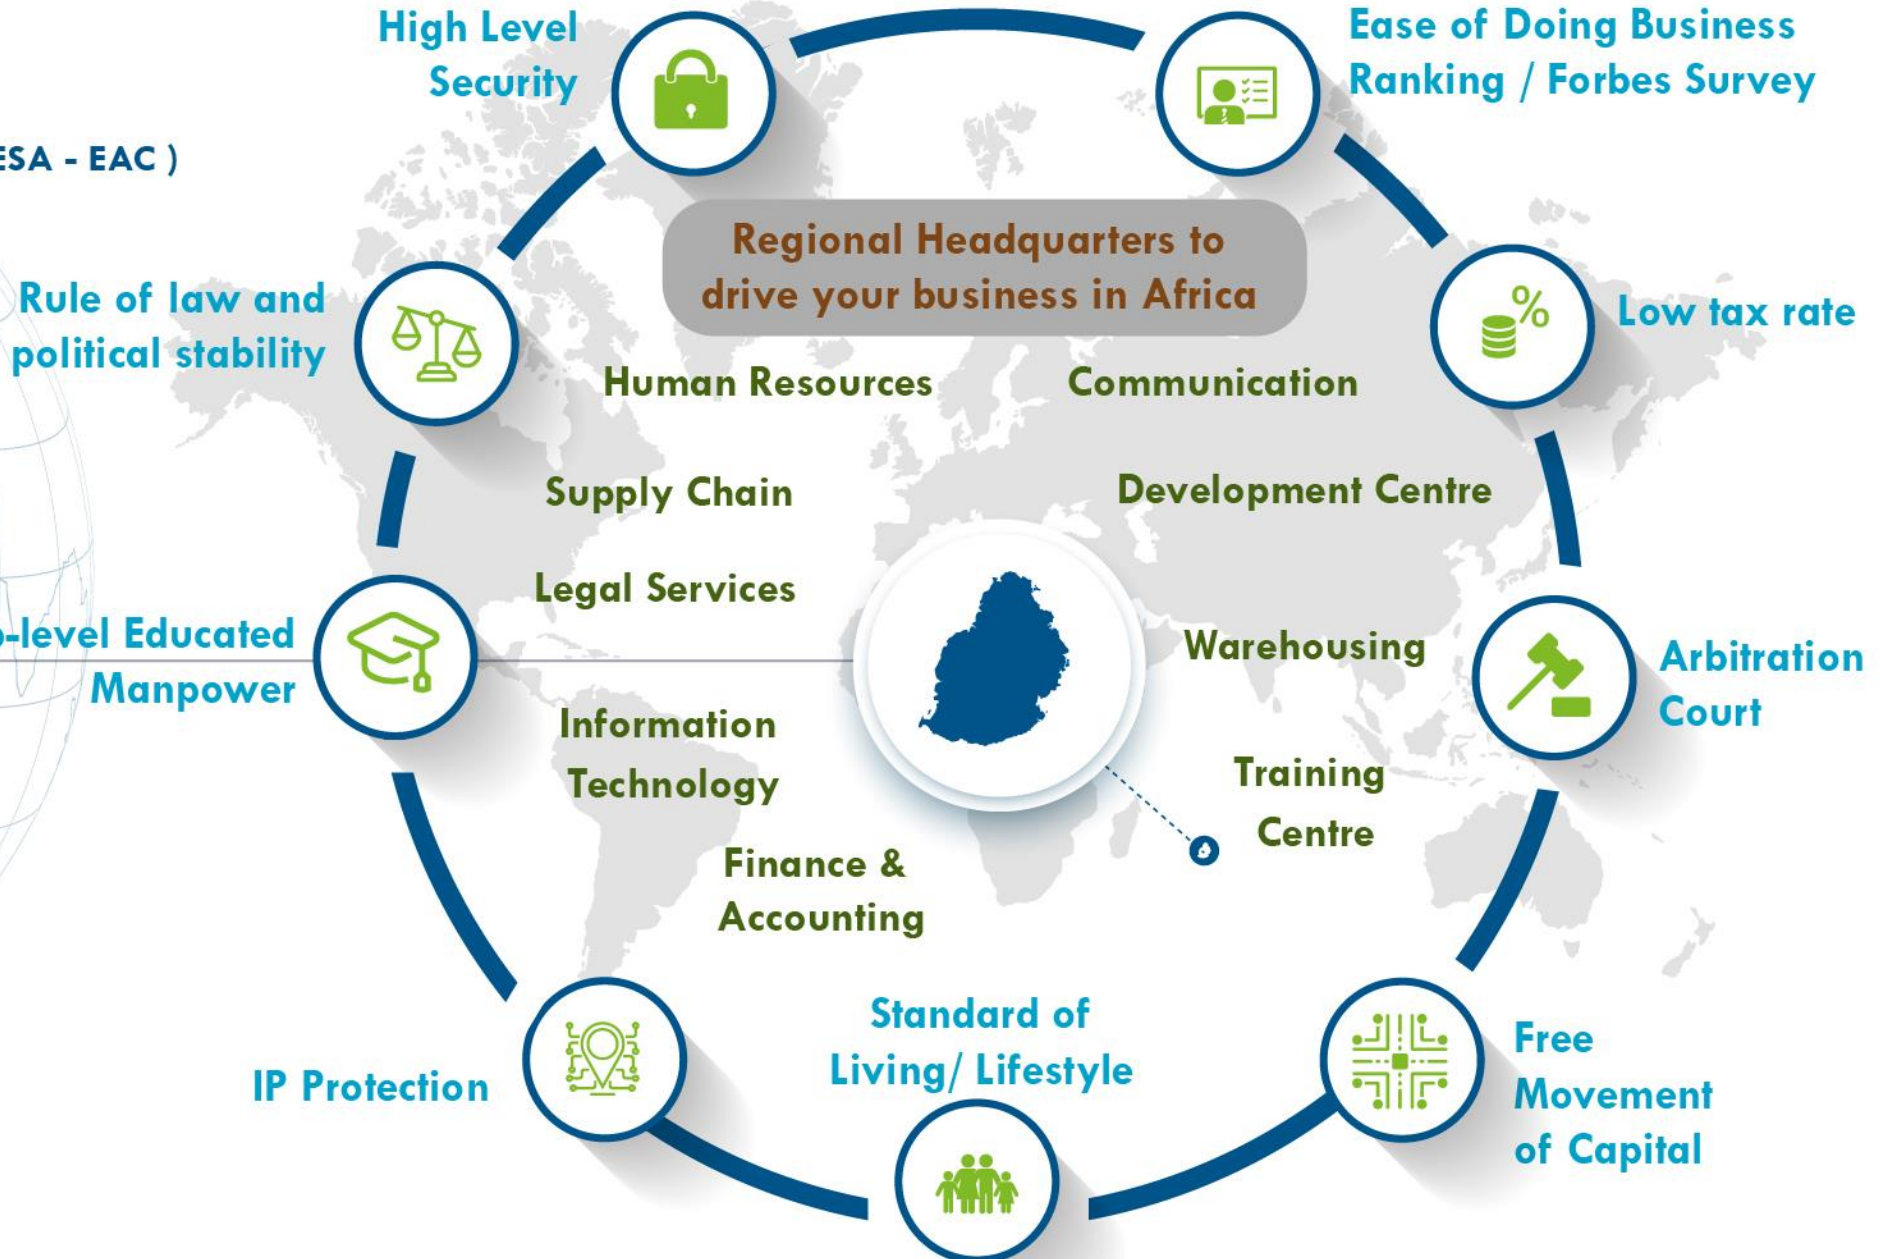 High Level
Security
Ease of Doing Business
Ranking / Forbes Survey
ESA - EAC )
Regional Headquarters to
drive your business in Africa
Rule of law and
political stability
Low tax rate
Human Resources
Communication
Supply Chain
Development Centre
Legal Services
-level Educated
Manpower
Warehousing
Arbitration
Court
Information
Technology
Training
Centre
Finance &
Accounting
Standard of
Living/ Lifestyle
IP Protection
Free
Movement
of Capital
%